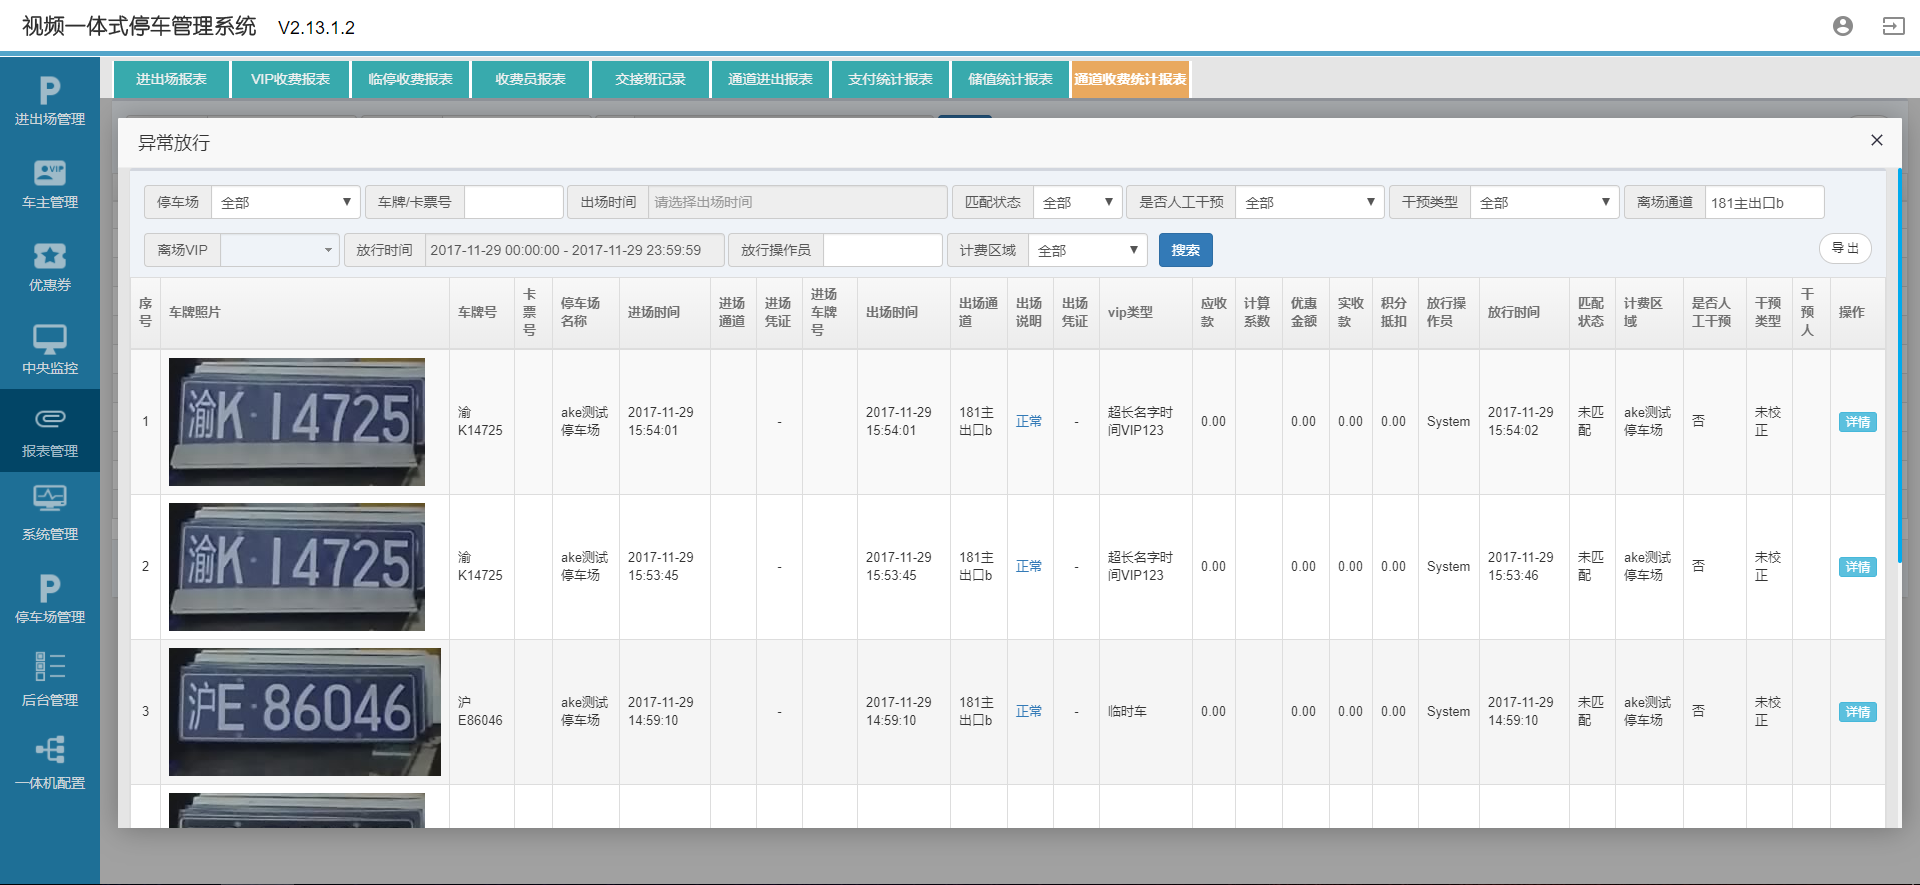 视频一体式停车管理系统 V2.13.1.2
进出场报表 VIP收费报表 临停收费报表 收费员报表 交接班记录 通道进出报表 支付统计报表 储值统计报表 通道收费统计报表
进出场管理
车主管理
优惠券
中央监控
报表管理
系统管理
停车场管理
后台管理
一体机配置
异常放行 ×
停车场 全部 车牌/卡票号 出场时间 请选择出场时间 匹配状态 全部 是否人工干预 全部 干预类型 全部 离场通道 181主出口b
离场VIP 放行时间 2017-11-29 00:00:00 - 2017-11-29 23:59:59 放行操作员 计费区域 全部 搜索 导出
序号 车牌照片 车牌号 卡票号 停车场名称 进场时间 进场通道 进场凭证 进场车牌号 出场时间 出场通道 出场说明 出场凭证 vip类型 应收款 计算系数 优惠金额 实收款 积分抵扣 放行操作员 放行时间 匹配状态 计费区域 是否人工干预 干预类型 干预人 操作
1 渝K·14725 渝K14725 ake测试停车场 2017-11-29 15:54:01 - 2017-11-29 15:54:01 181主出口b 正常 - 超长名字时间VIP123 0.00 0.00 0.00 0.00 System 2017-11-29 15:54:02 未匹配 ake测试停车场 否 未校正 详情
2 渝K·14725 渝K14725 ake测试停车场 2017-11-29 15:53:45 - 2017-11-29 15:53:45 181主出口b 正常 - 超长名字时间VIP123 0.00 0.00 0.00 0.00 System 2017-11-29 15:53:46 未匹配 ake测试停车场 否 未校正 详情
3 沪E·86046 沪E86046 ake测试停车场 2017-11-29 14:59:10 - 2017-11-29 14:59:10 181主出口b 正常 - 临时车 0.00 0.00 0.00 0.00 System 2017-11-29 14:59:10 未匹配 ake测试停车场 否 未校正 详情